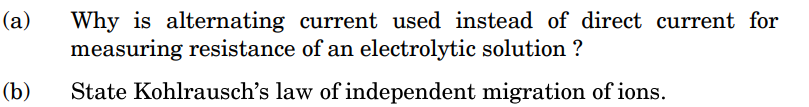 (a) Why is alternating current used instead of direct current for
measuring resistance of an electrolytic solution ?
(b) State Kohlrausch's law of independent migration of ions.